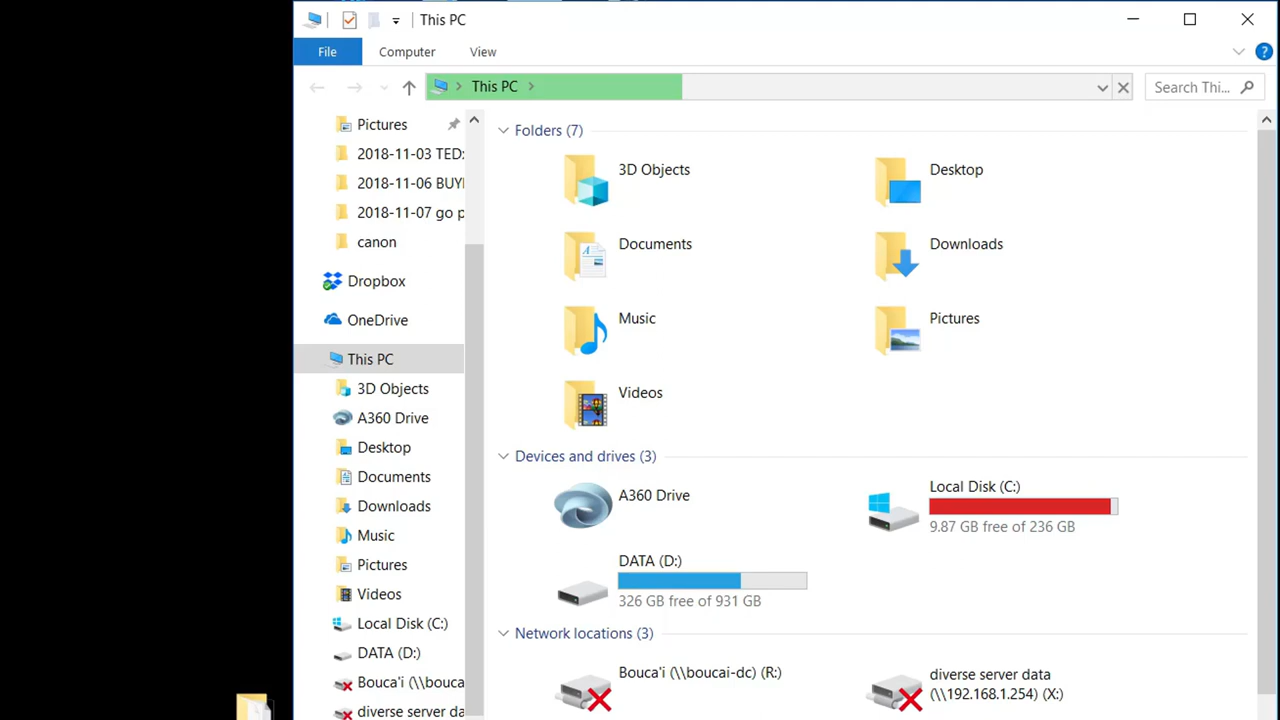 This PC
File
Computer
View
This PC
Search Thi...
Pictures
2018-11-03 TED:
2018-11-06 BUY
2018-11-07 go p
canon
Dropbox
OneDrive
This PC
3D Objects
A360 Drive
Desktop
Documents
Downloads
Music
Pictures
Videos
Local Disk (C:)
DATA (D:)
Bouca'i (\\bouca
diverse server da
Folders (7)
3D Objects
Desktop
Documents
Downloads
Music
Pictures
Videos
Devices and drives (3)
A360 Drive
Local Disk (C:)
9.87 GB free of 236 GB
DATA (D:)
326 GB free of 931 GB
Network locations (3)
Bouca'i (\\boucai-dc) (R:)
diverse server data
(\\192.168.1.254) (X:)